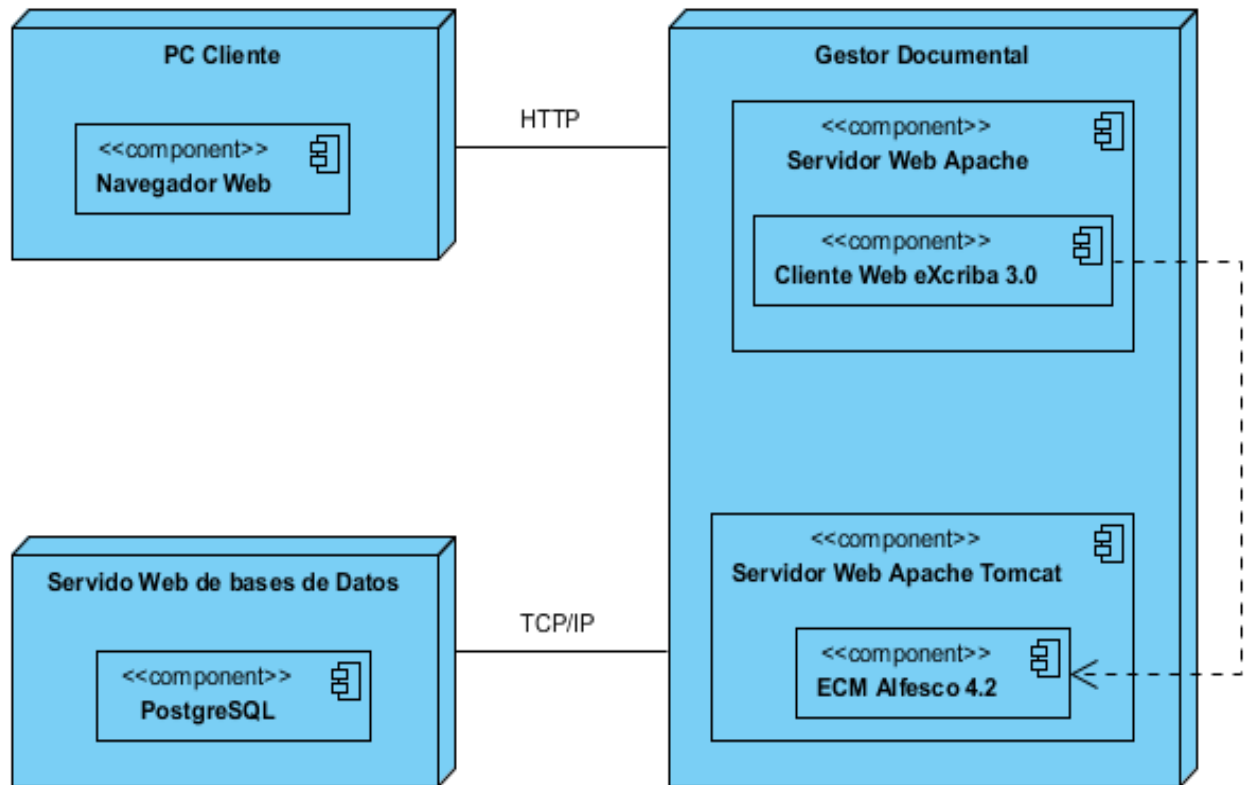 PC Cliente
<<component>>
Navegador Web
HTTP
Gestor Documental
<<component>>
Servidor Web Apache
<<component>>
Cliente Web eXcriba 3.0
Servido Web de bases de Datos
<<component>>
PostgreSQL
TCP/IP
<<component>>
Servidor Web Apache Tomcat
<<component>>
ECM Alfesco 4.2